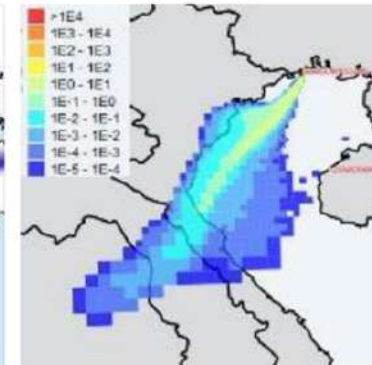 >1E4
1E3 - 1E4
1E2 - 1E3
1E1 - 1E2
1E0 - 1E1
1E-1 - 1E0
1E-2 - 1E-1
1E-3 - 1E-2
1E-4 - 1E-3
1E-5 - 1E-4